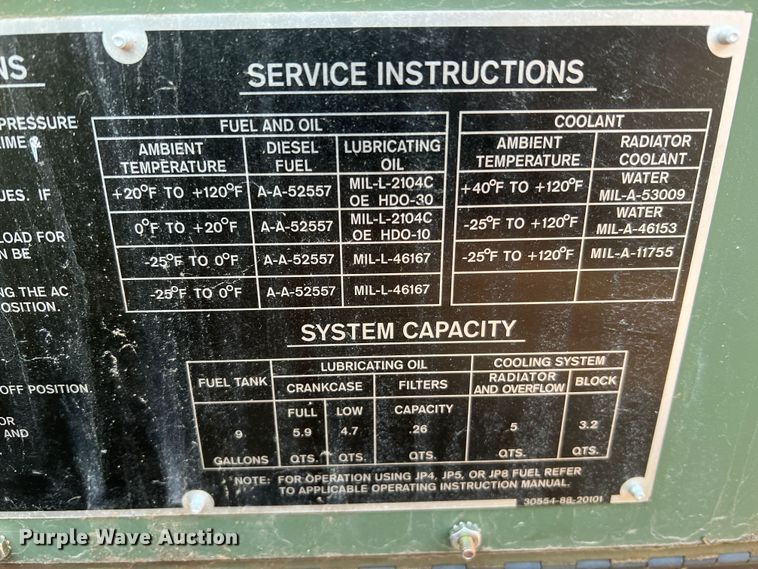 NS
PRESSURE
RIME &
UES. IF
LOAD FOR
N BE
NG THE AC
POSITION.
OFF POSITION.
OR
AND
SERVICE INSTRUCTIONS
FUEL AND OIL
AMBIENT TEMPERATURE DIESEL FUEL LUBRICATING OIL
+20°F TO +120°F A-A-52557 MIL-L-2104C OE HDO-30
0°F TO +20°F A-A-52557 MIL-L-2104C OE HDO-10
-25°F TO 0°F A-A-52557 MIL-L-46167
-25°F TO 0°F A-A-52557 MIL-L-46167
COOLANT
AMBIENT TEMPERATURE RADIATOR COOLANT
+40°F TO +120°F WATER MIL-A-53009
-25°F TO +120°F WATER MIL-A-46153
-25°F TO +120°F MIL-A-11755
SYSTEM CAPACITY
FUEL TANK LUBRICATING OIL COOLING SYSTEM
CRANKCASE FILTERS RADIATOR AND OVERFLOW BLOCK
FULL LOW CAPACITY
9 5.9 4.7 .26 5 3.2
GALLONS QTS. QTS. QTS. QTS. QTS.
NOTE: FOR OPERATION USING JP4, JP5, OR JP8 FUEL REFER
TO APPLICABLE OPERATING INSTRUCTION MANUAL.
30554-88-20101
Purple Wave Auction